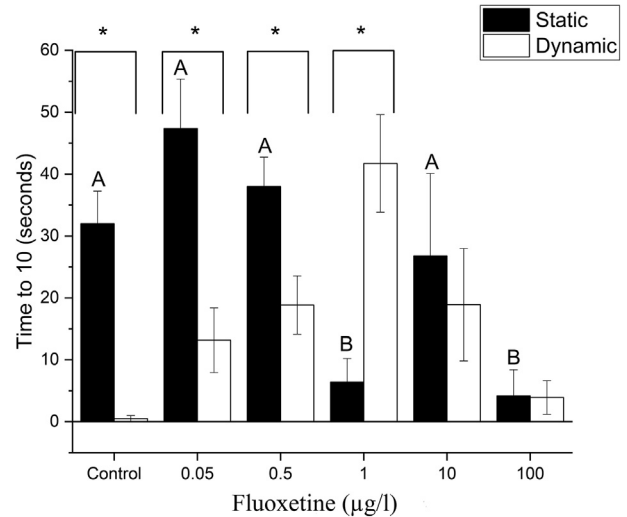 Static
Dynamic
* * * *
60
50
40
30
20
10
0
Time to 10 (seconds)
A A A B A B
Control 0.05 0.5 1 10 100
Fluoxetine (µg/l)